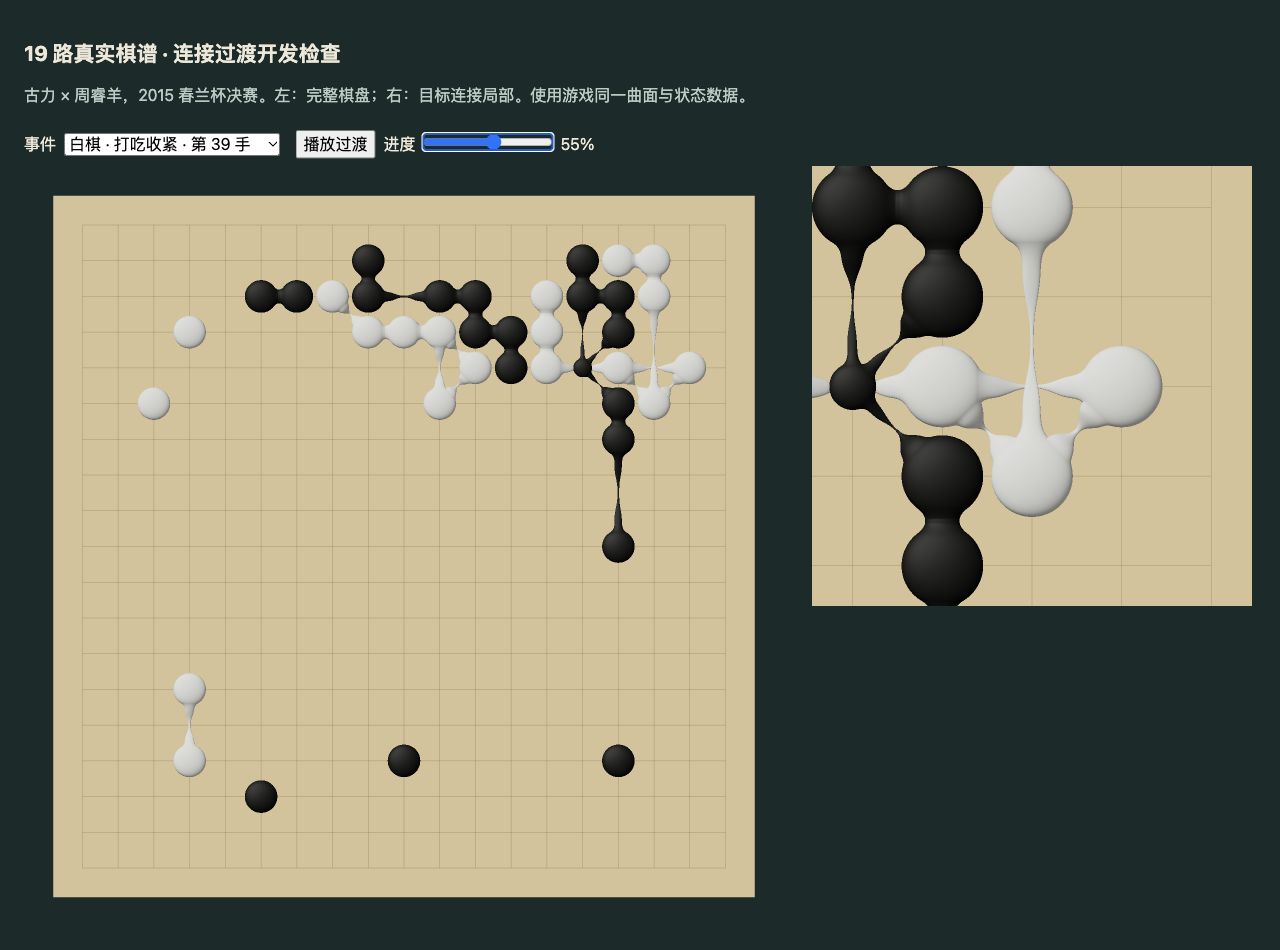 19 路真实棋谱 · 连接过渡开发检查
古力 × 周睿羊，2015 春兰杯决赛。左：完整棋盘；右：目标连接局部。使用游戏同一曲面与状态数据。
事件 白棋 · 打吃收紧 · 第 39 手 播放过渡 进度 55%